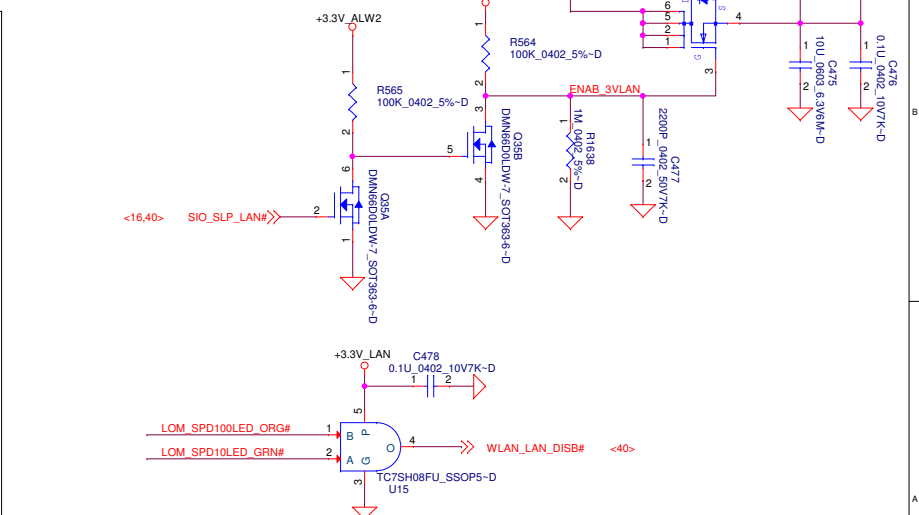 +3.3V_ALW2
1
R565
100K_0402_5%~D
2
1
R564
100K_0402_5%~D
2
6
5
2
1
D
S
G
4
3
1
10U_0603_6.3V6M~D
C475
2
1
0.1U_0402_10V7K~D
C476
2
B
ENAB_3VLAN
5
3
Q35B
DMN66D0LDW-7_SOT363-6~D
4
1
R1638
1M_0402_5%~D
2
1
2200P_0402_50V7K~D
C477
2
<16,40>
SIO_SLP_LAN#
2
6
Q35A
DMN66D0LDW-7_SOT363-6~D
1
+3.3V_LAN
C478
0.1U_0402_10V7K~D
1
2
5
LOM_SPD100LED_ORG#
1
B
P
LOM_SPD10LED_GRN#
2
A
G
O
4
WLAN_LAN_DISB#
<40>
3
TC7SH08FU_SSOP5~D
U15
A